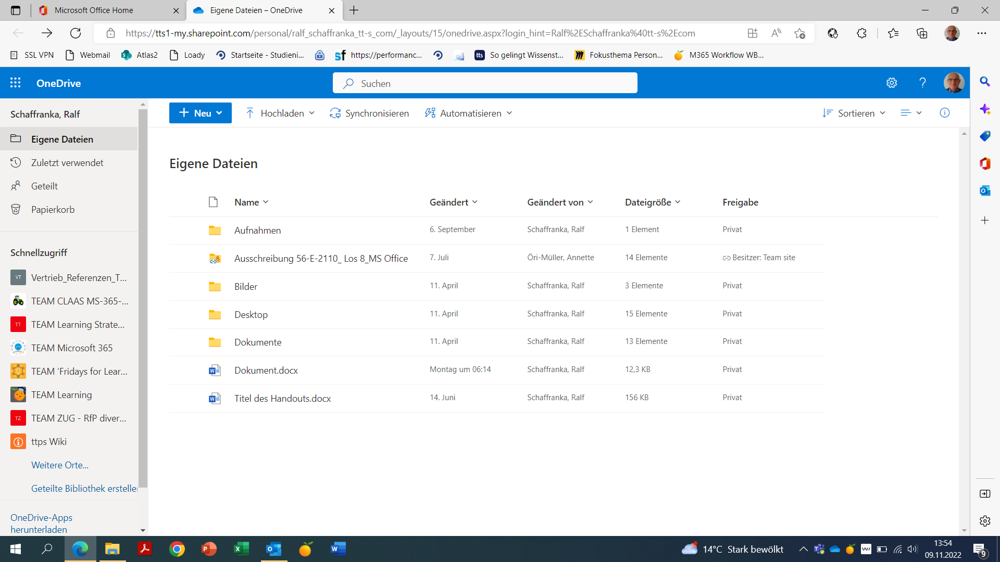 Microsoft Office Home
Eigene Dateien – OneDrive
https://tts1-my.sharepoint.com/personal/ralf_schaffranka_tt-s_com/_layouts/15/onedrive.aspx?login_hint=Ralf%2ESchaffranka%40tt-s%2Ecom
SSL VPN
Webmail
Atlas2
Loady
Startseite - Studieni...
https://performanc...
So gelingt Wissenst...
Fokusthema Person...
M365 Workflow WB...
OneDrive
Suchen
Schaffranka, Ralf
Eigene Dateien
Zuletzt verwendet
Geteilt
Papierkorb
Schnellzugriff
VT Vertrieb_Referenzen_T...
TEAM CLAAS MS-365-...
TT TEAM Learning Strate...
TEAM Microsoft 365
TEAM 'Fridays for Lear...
TEAM Learning
TZ TEAM ZUG - RfP diver...
ttps Wiki
Weitere Orte...
Geteilte Bibliothek erstelle
OneDrive-Apps
herunterladen
Neu
Hochladen
Synchronisieren
Automatisieren
Sortieren
Eigene Dateien
Name Geändert Geändert von Dateigröße Freigabe
Aufnahmen 6. September Schaffranka, Ralf 1 Element Privat
Ausschreibung 56-E-2110_ Los 8_MS Office 7. Juli Öri-Müller, Annette 14 Elemente Besitzer: Team site
Bilder 11. April Schaffranka, Ralf 3 Elemente Privat
Desktop 11. April Schaffranka, Ralf 15 Elemente Privat
Dokumente 11. April Schaffranka, Ralf 13 Elemente Privat
Dokument.docx Montag um 06:14 Schaffranka, Ralf 12,3 KB Privat
Titel des Handouts.docx 14. Juni Schaffranka, Ralf 156 KB Privat
14°C Stark bewölkt
13:54
09.11.2022
9